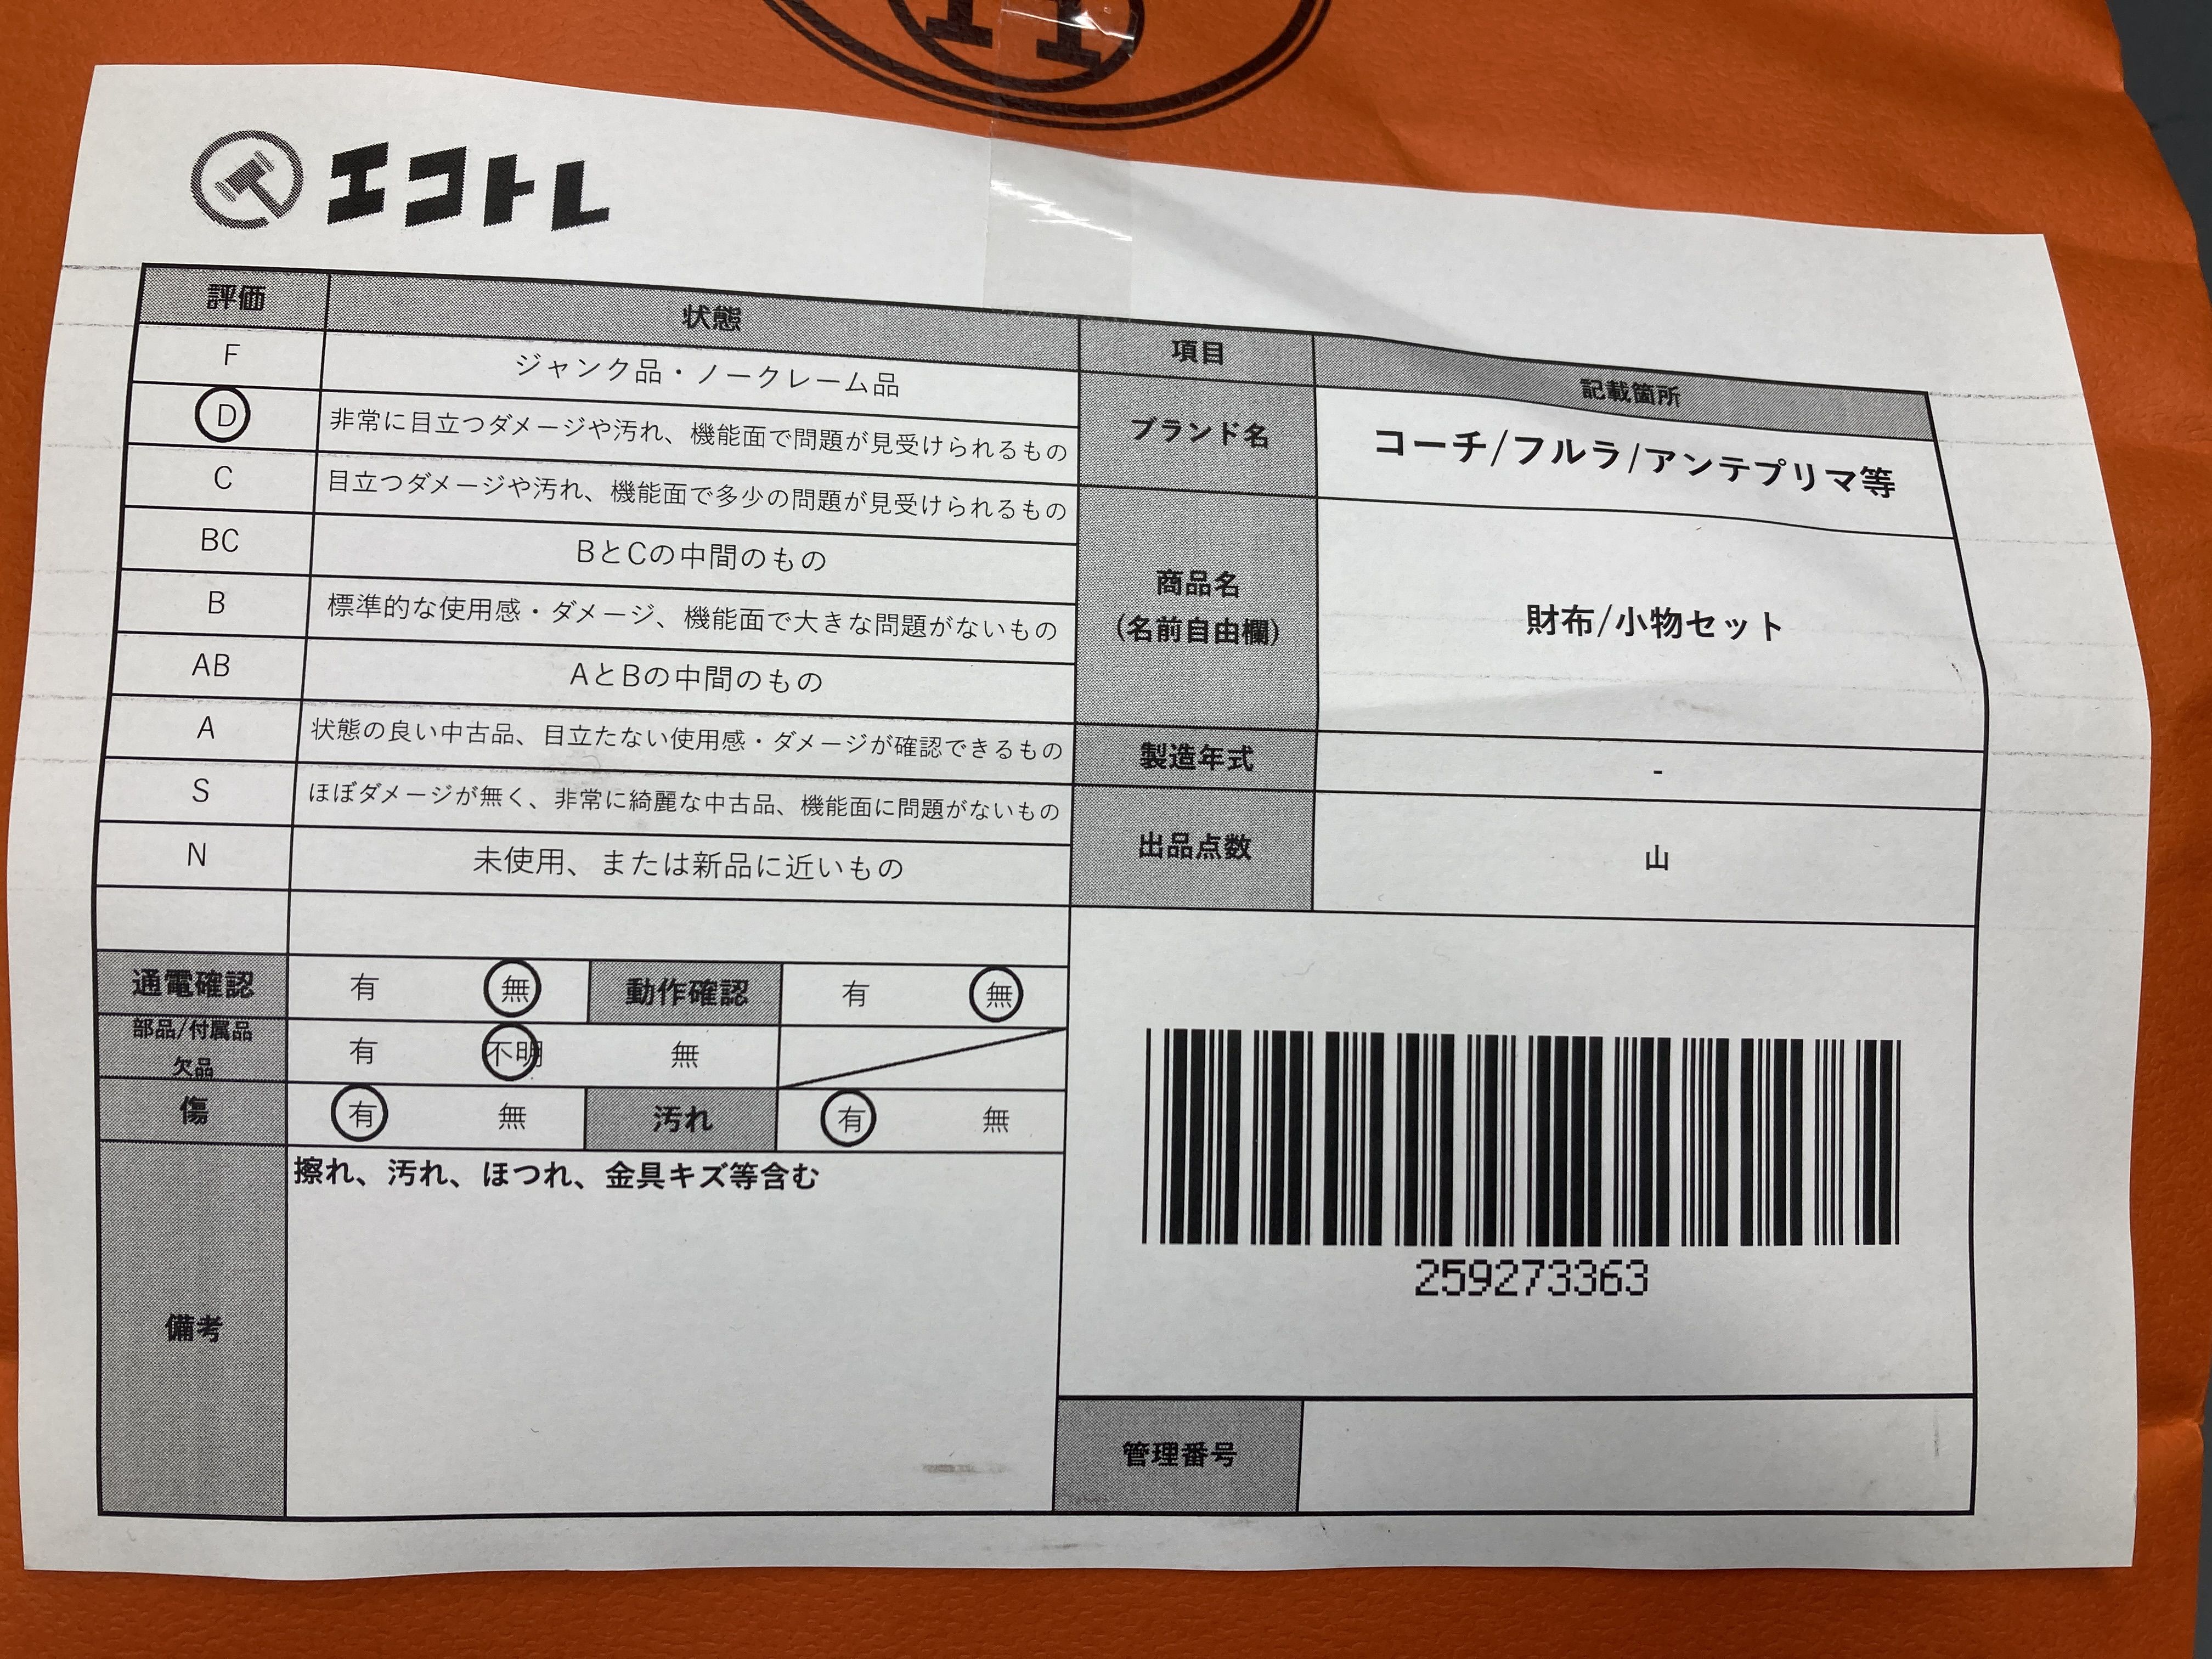 エコトレ
評価 状態
F ジャンク品・ノークレーム品
D 非常に目立つダメージや汚れ、機能面で問題が見受けられるもの
C 目立つダメージや汚れ、機能面で多少の問題が見受けられるもの
BC BとCの中間のもの
B 標準的な使用感・ダメージ、機能面で大きな問題がないもの
AB AとBの中間のもの
A 状態の良い中古品、目立たない使用感・ダメージが確認できるもの
S ほぼダメージが無く、非常に綺麗な中古品、機能面に問題がないもの
N 未使用、または新品に近いもの
項目 記載箇所
ブランド名 コーチ/フルラ/アンテプリマ等
商品名
(名前自由欄)
財布/小物セット
製造年式 -
出品点数 山
通電確認 有 無 動作確認 有 無
部品/付属品
欠品
有 不明 無
傷 有 無 汚れ 有 無
備考
擦れ、汚れ、ほつれ、金具キズ等含む
259273363
管理番号